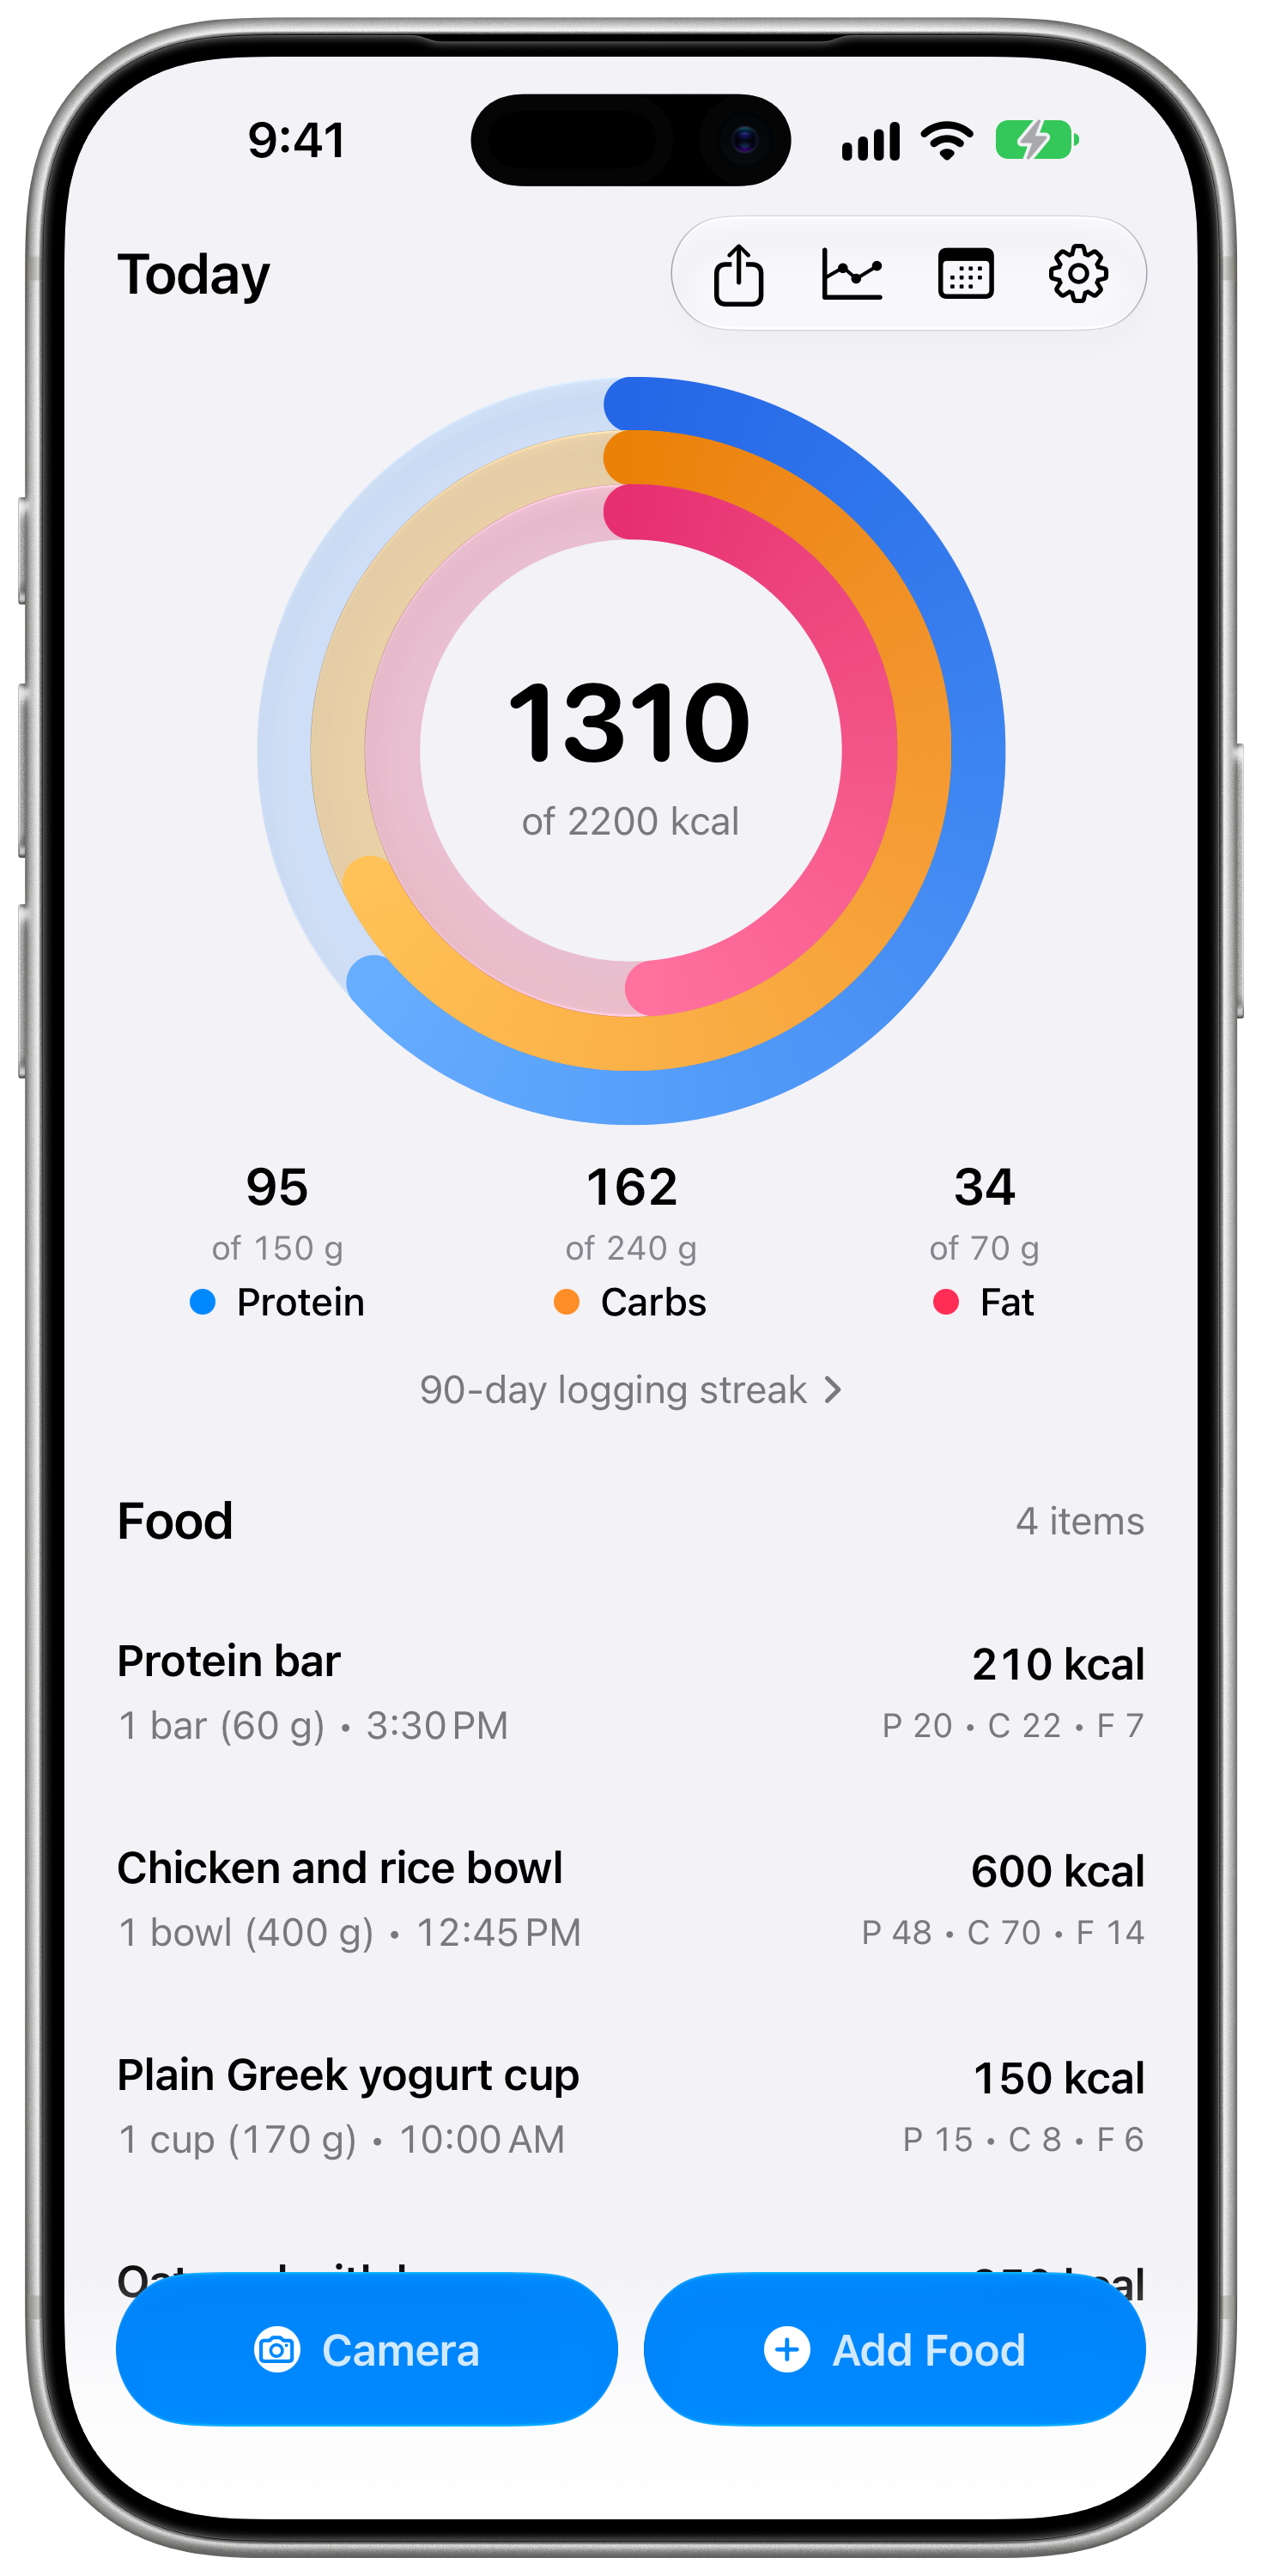 9:41
Today
1310
of 2200 kcal
95
of 150 g
Protein
162
of 240 g
Carbs
34
of 70 g
Fat
90-day logging streak
Food
4 items
Protein bar
210 kcal
1 bar (60 g) • 3:30 PM
P 20 • C 22 • F 7
Chicken and rice bowl
600 kcal
1 bowl (400 g) • 12:45 PM
P 48 • C 70 • F 14
Plain Greek yogurt cup
150 kcal
1 cup (170 g) • 10:00 AM
P 15 • C 8 • F 6
Camera
Add Food